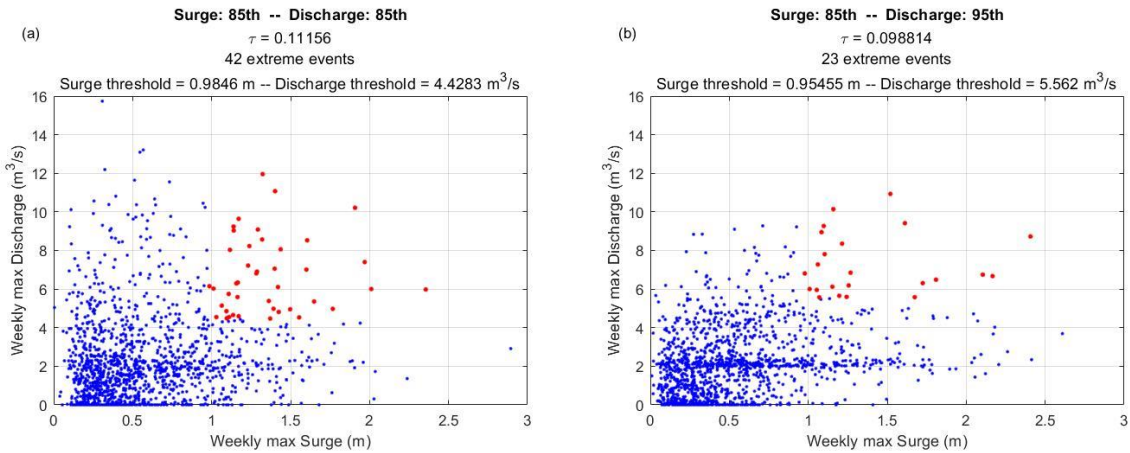 (a)
Surge: 85th -- Discharge: 85th
τ = 0.11156
42 extreme events
Surge threshold = 0.9846 m -- Discharge threshold = 4.4283 m³/s
16
14
12
10
8
6
4
2
0
Weekly max Discharge (m³/s)
0 0.5 1 1.5 2 2.5 3
Weekly max Surge (m)
(b)
Surge: 85th -- Discharge: 95th
τ = 0.098814
23 extreme events
Surge threshold = 0.95455 m -- Discharge threshold = 5.562 m³/s
16
14
12
10
8
6
4
2
0
Weekly max Discharge (m³/s)
0 0.5 1 1.5 2 2.5 3
Weekly max Surge (m)